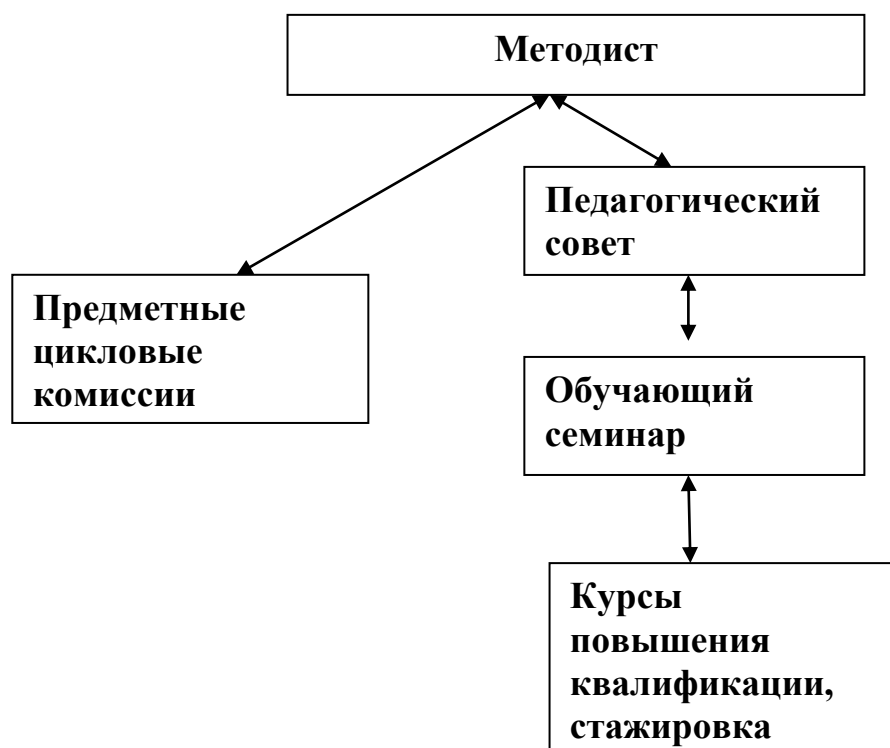 Методист
Педагогический
совет
Предметные
цикловые
комиссии
Обучающий
семинар
Курсы
повышения
квалификации,
стажировка